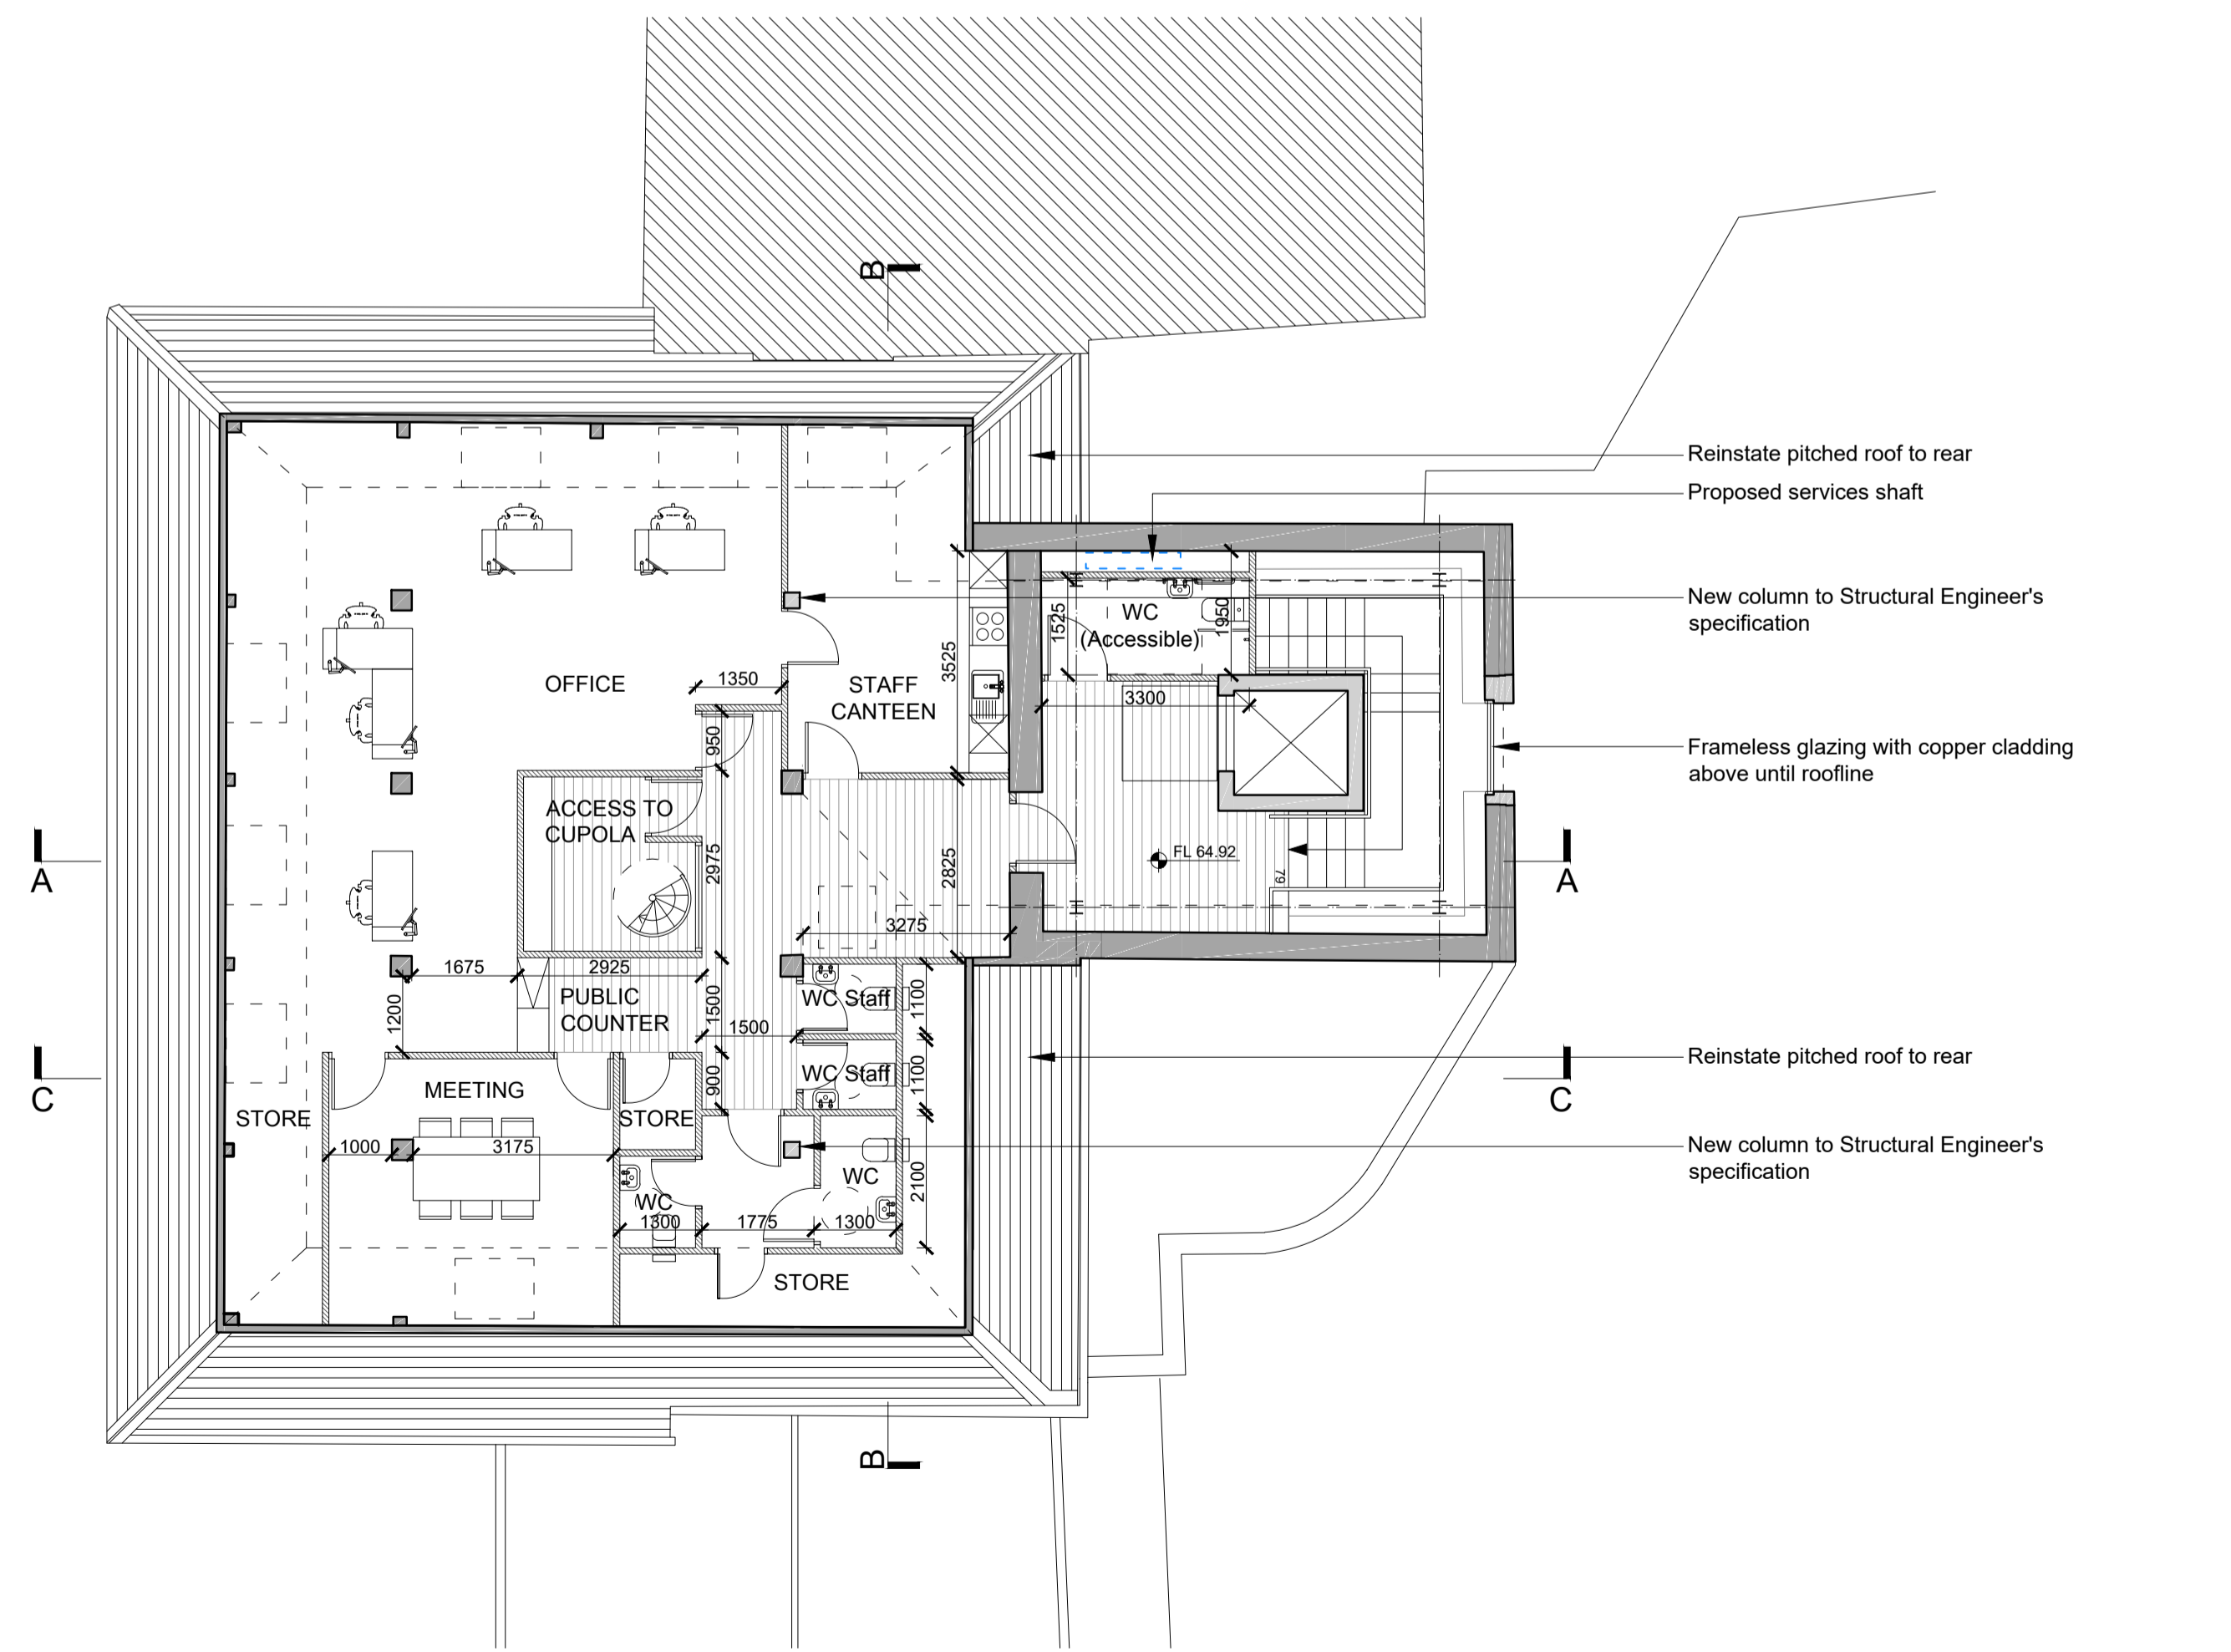 B
Reinstate pitched roof to rear
Proposed services shaft
New column to Structural Engineer's
specification
WC
(Accessible)
1525
1950
3525
OFFICE
1350
STAFF
CANTEEN
3300
950
Frameless glazing with copper cladding
above until roofline
ACCESS TO
CUPOLA
2975
2825
FL 64.92
79
A
A
3275
1675
2925
PUBLIC
COUNTER
1200
1500
1500
WC Staff
1100
C
C
Reinstate pitched roof to rear
WC Staff
1100
900
MEETING
STORE
STORE
1000
3175
New column to Structural Engineer's
specification
WC
WC
2100
1300
1775
1300
STORE
B